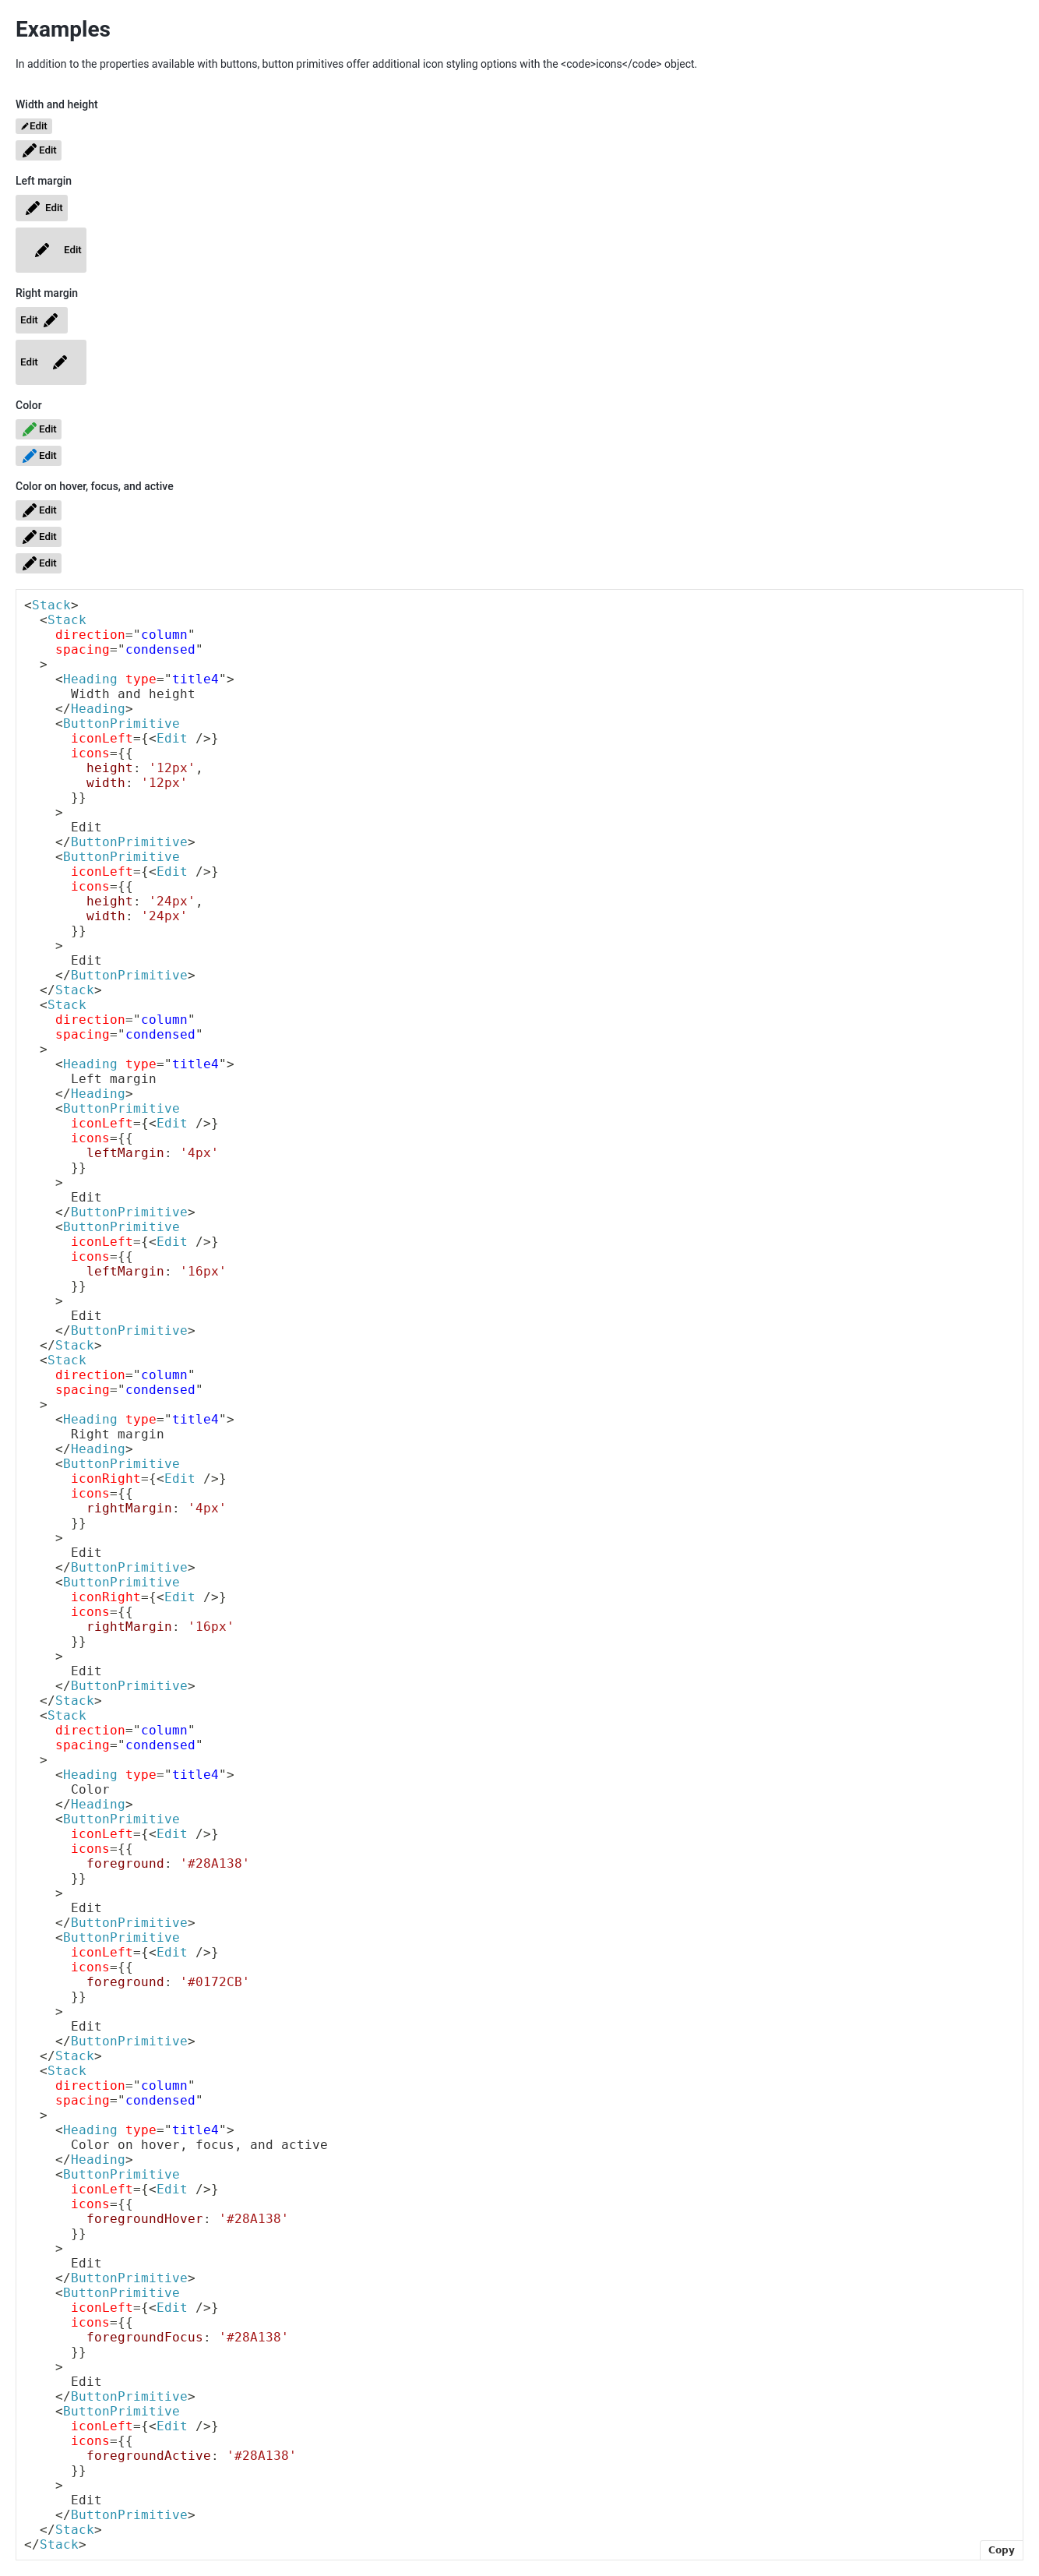 Examples
In addition to the properties available with buttons, button primitives offer additional icon styling options with the <code>icons</code> object.
Width and height
Edit
Edit
Left margin
Edit
Edit
Right margin
Edit
Edit
Color
Edit
Edit
Color on hover, focus, and active
Edit
Edit
Edit
<Stack>
  <Stack
    direction="column"
    spacing="condensed"
  >
    <Heading type="title4">
      Width and height
    </Heading>
    <ButtonPrimitive
      iconLeft={<Edit />}
      icons={{
        height: '12px',
        width: '12px'
      }}
    >
      Edit
    </ButtonPrimitive>
    <ButtonPrimitive
      iconLeft={<Edit />}
      icons={{
        height: '24px',
        width: '24px'
      }}
    >
      Edit
    </ButtonPrimitive>
  </Stack>
  <Stack
    direction="column"
    spacing="condensed"
  >
    <Heading type="title4">
      Left margin
    </Heading>
    <ButtonPrimitive
      iconLeft={<Edit />}
      icons={{
        leftMargin: '4px'
      }}
    >
      Edit
    </ButtonPrimitive>
    <ButtonPrimitive
      iconLeft={<Edit />}
      icons={{
        leftMargin: '16px'
      }}
    >
      Edit
    </ButtonPrimitive>
  </Stack>
  <Stack
    direction="column"
    spacing="condensed"
  >
    <Heading type="title4">
      Right margin
    </Heading>
    <ButtonPrimitive
      iconRight={<Edit />}
      icons={{
        rightMargin: '4px'
      }}
    >
      Edit
    </ButtonPrimitive>
    <ButtonPrimitive
      iconRight={<Edit />}
      icons={{
        rightMargin: '16px'
      }}
    >
      Edit
    </ButtonPrimitive>
  </Stack>
  <Stack
    direction="column"
    spacing="condensed"
  >
    <Heading type="title4">
      Color
    </Heading>
    <ButtonPrimitive
      iconLeft={<Edit />}
      icons={{
        foreground: '#28A138'
      }}
    >
      Edit
    </ButtonPrimitive>
    <ButtonPrimitive
      iconLeft={<Edit />}
      icons={{
        foreground: '#0172CB'
      }}
    >
      Edit
    </ButtonPrimitive>
  </Stack>
  <Stack
    direction="column"
    spacing="condensed"
  >
    <Heading type="title4">
      Color on hover, focus, and active
    </Heading>
    <ButtonPrimitive
      iconLeft={<Edit />}
      icons={{
        foregroundHover: '#28A138'
      }}
    >
      Edit
    </ButtonPrimitive>
    <ButtonPrimitive
      iconLeft={<Edit />}
      icons={{
        foregroundFocus: '#28A138'
      }}
    >
      Edit
    </ButtonPrimitive>
    <ButtonPrimitive
      iconLeft={<Edit />}
      icons={{
        foregroundActive: '#28A138'
      }}
    >
      Edit
    </ButtonPrimitive>
  </Stack>
</Stack>
Copy